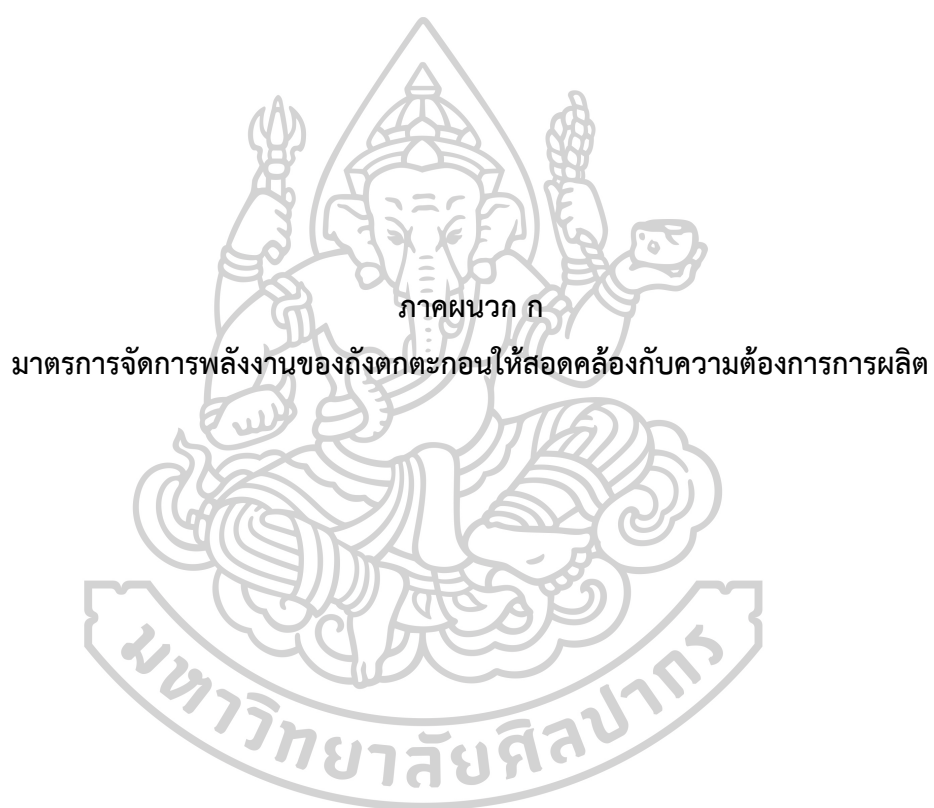 ภาคผนวก ก
มาตรการจัดการพลังงานของถังตกตะกอนให้สอดคล้องกับความต้องการการผลิต
มหาวิทยาลัยศิลปากร